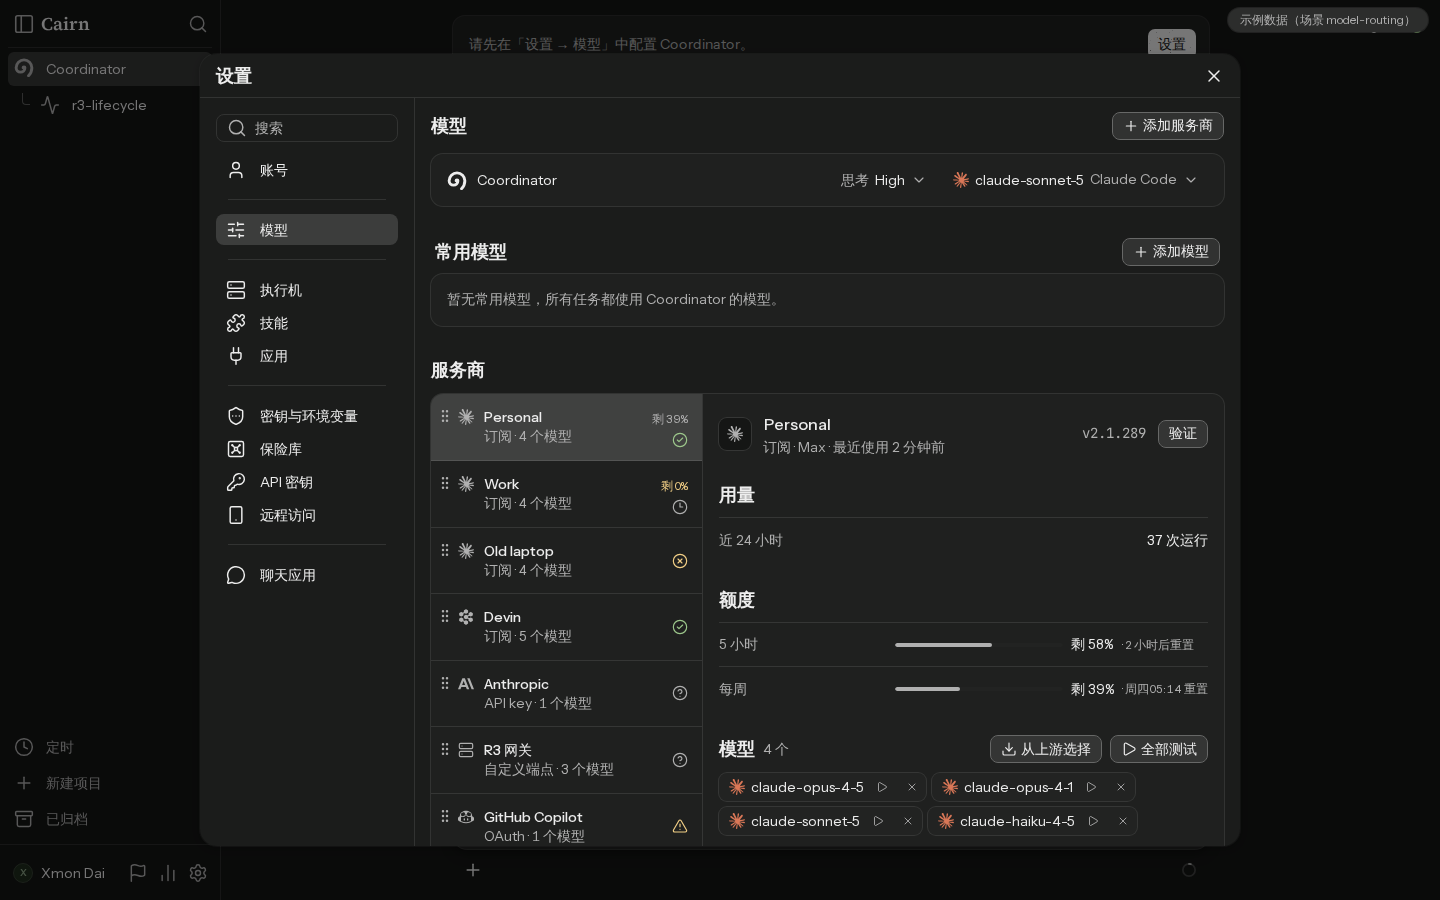 Cairn
请先在「设置 → 模型」中配置 Coordinator。
设置
示例数据（场景 model-routing）
Coordinator
r3-lifecycle
定时
新建项目
已归档
X
Xmon Dai
设置
搜索
账号
模型
执行机
技能
应用
密钥与环境变量
保险库
API 密钥
远程访问
聊天应用
模型
添加服务商
Coordinator
思考 High
claude-sonnet-5 Claude Code
常用模型
添加模型
暂无常用模型，所有任务都使用 Coordinator 的模型。
服务商
Personal
剩 39%
订阅 · 4 个模型
Work
剩 0%
订阅 · 4 个模型
Old laptop
订阅 · 4 个模型
Devin
订阅 · 5 个模型
Anthropic
API key · 1 个模型
R3 网关
自定义端点 · 3 个模型
GitHub Copilot
OAuth · 1 个模型
Personal
订阅 · Max · 最近使用 2 分钟前
v2.1.289
验证
用量
近 24 小时
37 次运行
额度
5 小时
剩 58% · 2 小时后重置
每周
剩 39% · 周四05:14 重置
模型 4 个
从上游选择
全部测试
claude-opus-4-5
claude-opus-4-1
claude-sonnet-5
claude-haiku-4-5